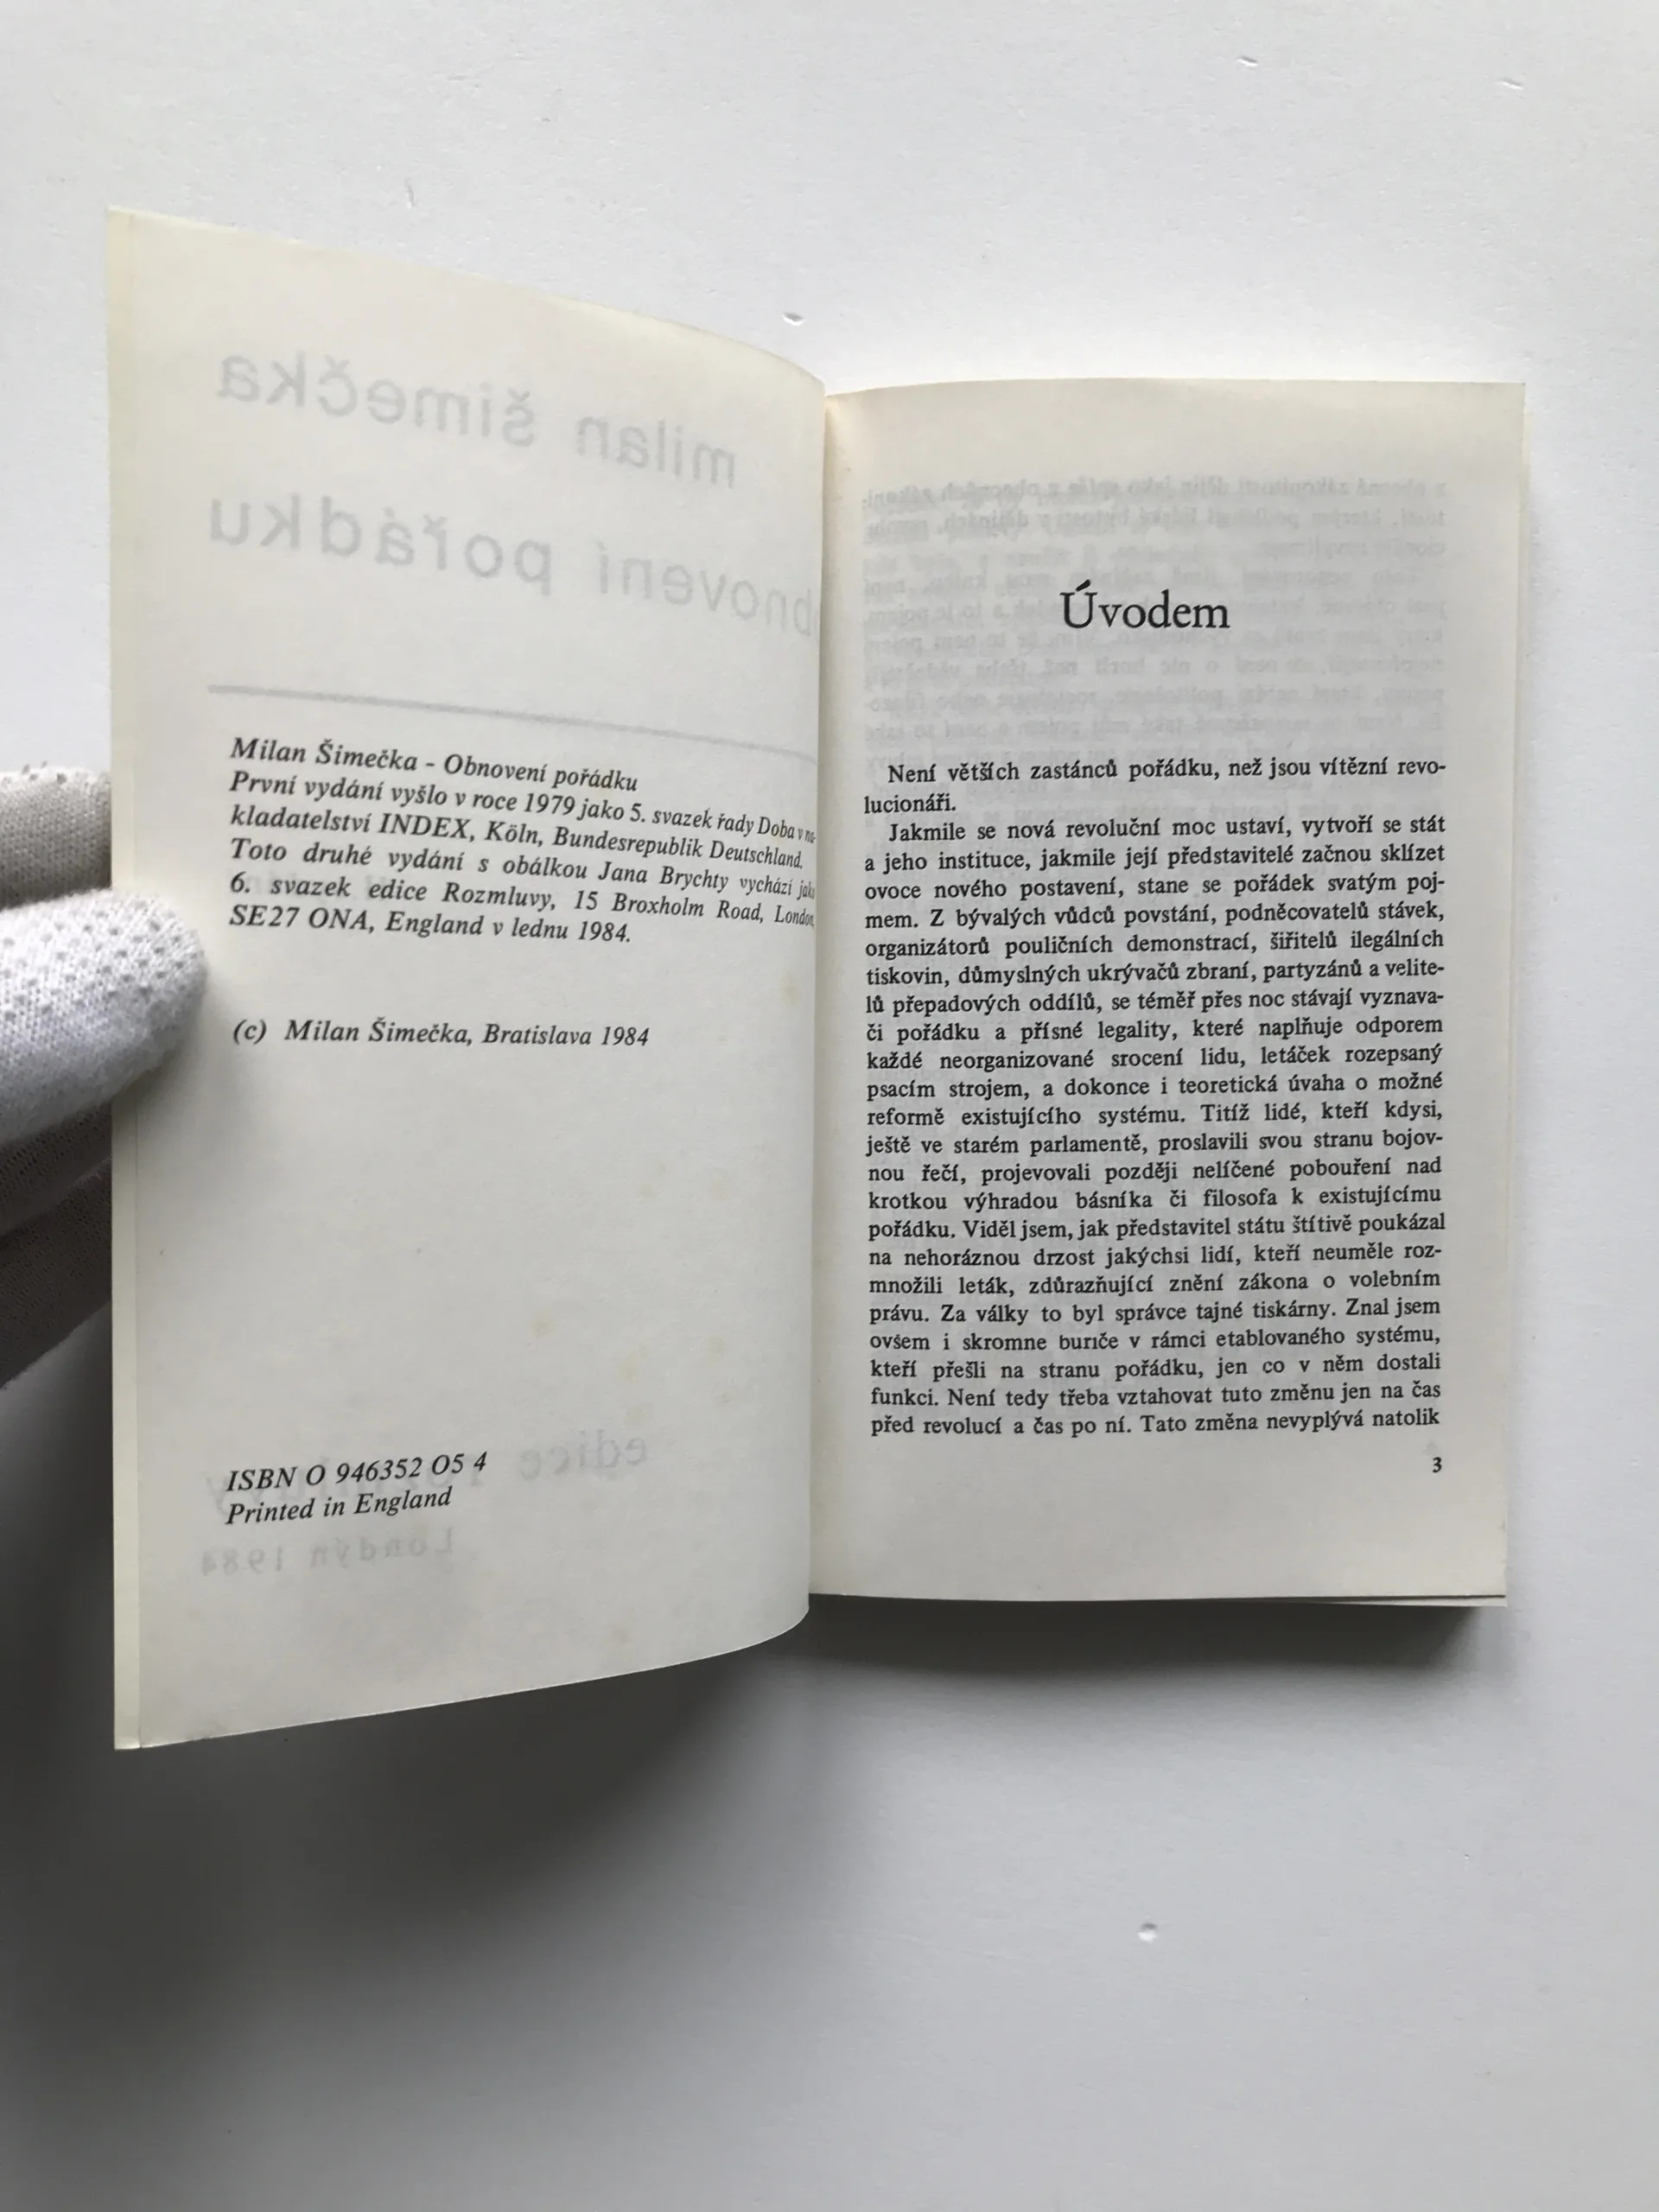 Milan Šimečka - Obnovení pořádku
První vydání vyšlo v roce 1979 jako 5. svazek řady Doba v na-
kladatelství INDEX, Köln, Bundesrepublik Deutschland.
Toto druhé vydání s obálkou Jana Brychty vychází jako
6. svazek edice Rozmluvy, 15 Broxholm Road, London,
SE27 ONA, England v lednu 1984.
(c) Milan Šimečka, Bratislava 1984
ISBN O 946352 O5 4
Printed in England
Úvodem
Není větších zastánců pořádku, než jsou vítězní revo-
lucionáři.
Jakmile se nová revoluční moc ustaví, vytvoří se stát
a jeho instituce, jakmile její představitelé začnou sklízet
ovoce nového postavení, stane se pořádek svatým poj-
mem. Z bývalých vůdců povstání, podněcovatelů stávek,
organizátorů pouličních demonstrací, šiřitelů ilegálních
tiskovin, důmyslných ukrývačů zbraní, partyzánů a velite-
lů přepadových oddílů, se téměř přes noc stávají vyznava-
či pořádku a přísné legality, které naplňuje odporem
každé neorganizované srocení lidu, letáček rozepsaný
psacím strojem, a dokonce i teoretická úvaha o možné
reformě existujícího systému. Titíž lidé, kteří kdysi,
ještě ve starém parlamentě, proslavili svou stranu bojov-
nou řečí, projevovali později nelíčené pobouření nad
krotkou výhradou básníka či filosofa k existujícímu
pořádku. Viděl jsem, jak představitel státu štítivě poukázal
na nehoráznou drzost jakýchsi lidí, kteří neuměle roz-
množili leták, zdůrazňující znění zákona o volebním
právu. Za války to byl správce tajné tiskárny. Znal jsem
ovšem i skromne buriče v rámci etablovaného systému,
kteří přešli na stranu pořádku, jen co v něm dostali
funkci. Není tedy třeba vztahovat tuto změnu jen na čas
před revolucí a čas po ní. Tato změna nevyplývá natolik
3